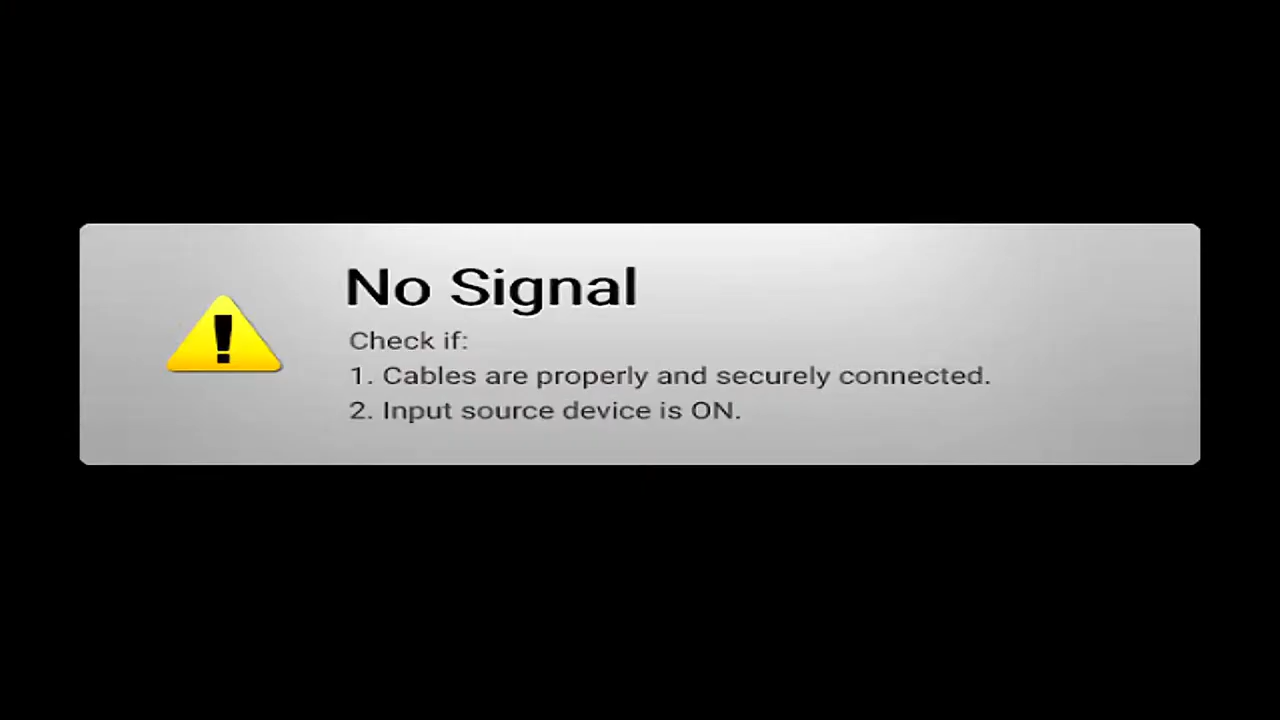 No Signal
Check if:
1. Cables are properly and securely connected.
2. Input source device is ON.